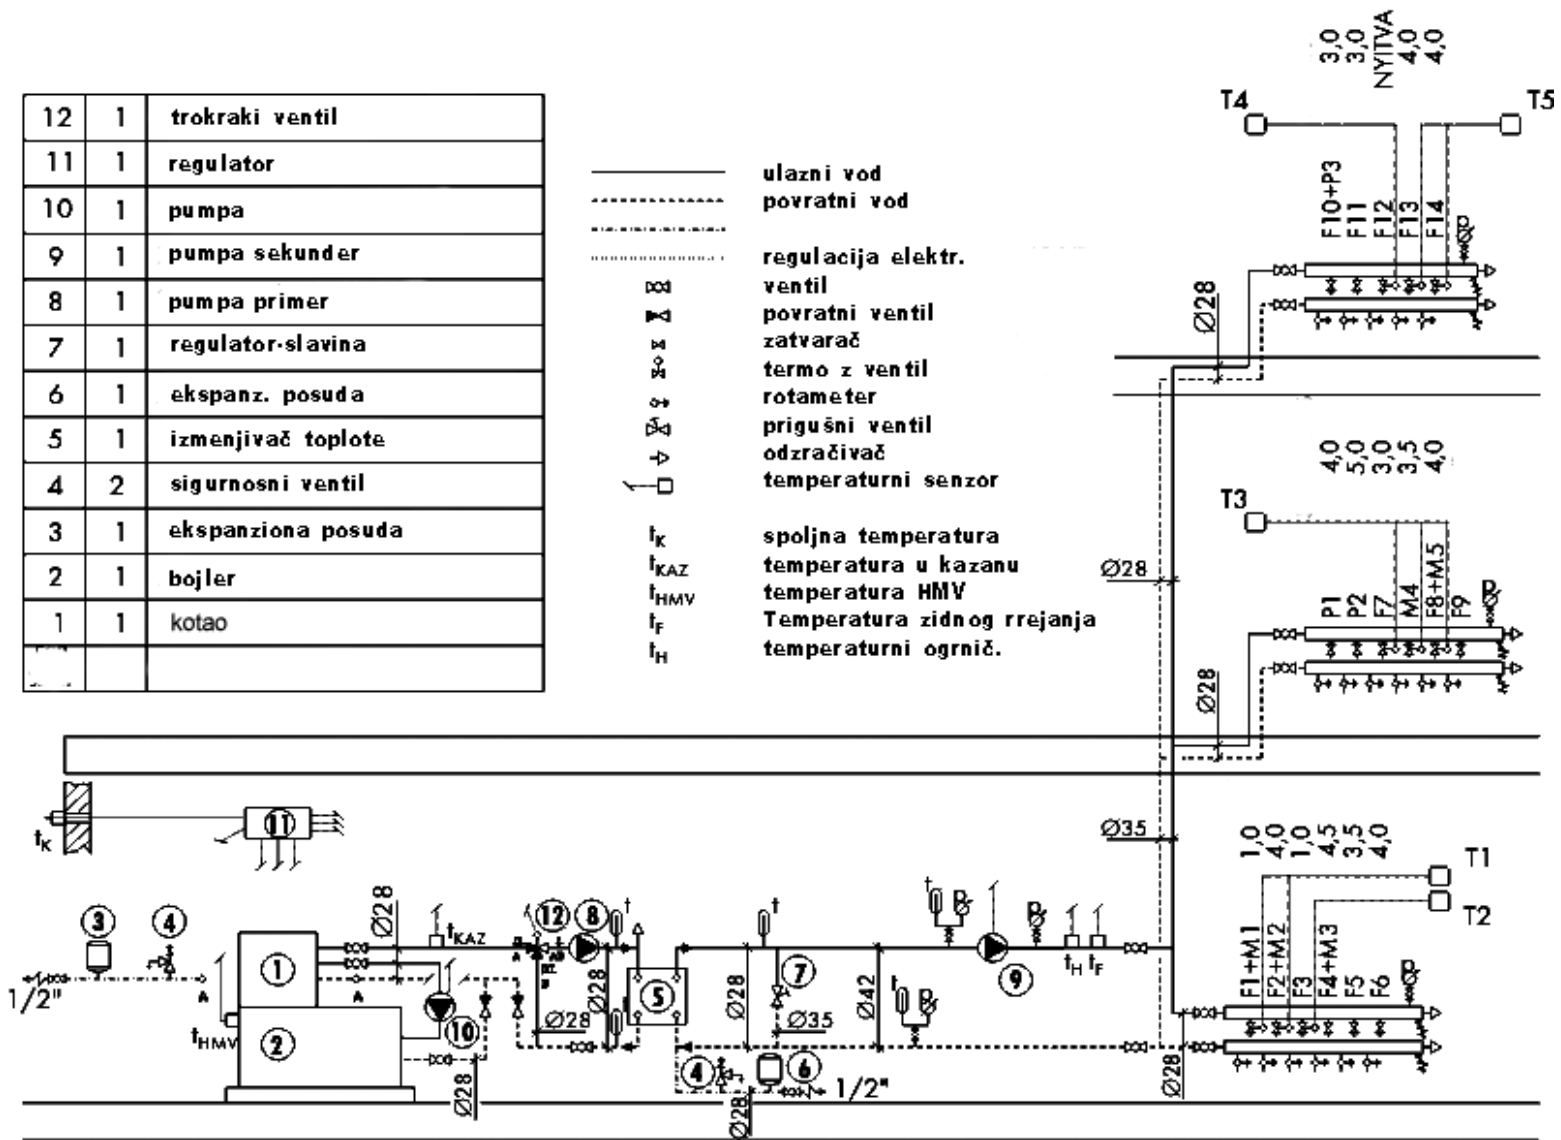 12 1 trokraki ventil
11 1 regulator
10 1 pumpa
9 1 pumpa sekunder
8 1 pumpa primer
7 1 regulator-slavina
6 1 ekspanz. posuda
5 1 izmenjivač toplote
4 2 sigurnosni ventil
3 1 ekspanziona posuda
2 1 bojler
1 1 kotao
ulazni vod
povratni vod
regulacija elektr.
ventil
povratni ventil
zatvarač
termo z ventil
rotameter
prigušni ventil
odzračivač
temperaturni senzor
tK spoljna temperatura
tKAZ temperatura u kazanu
tHMV temperatura HMV
tF Temperatura zidnog rrejanja
tH temperaturni ogrnič.
3,0
3,0
NYITVA
4,0
4,0
T4
T5
F10+P3
F11
F12
F13
F14
P
Ø28
4,0
5,0
3,0
3,5
4,0
T3
Ø28
P1
P2
F7
M4
F8+M5
F9
P
Ø28
Ø35
1,0
4,0
1,0
4,5
3,5
4,0
T1
T2
F1+M1
F2+M2
F3
F4+M3
F5
F6
P
Ø28
tK
11
3
4
1/2"
A
1
2
tHMV
Ø28
tKAZ
A
10
Ø28
12
8
t
A
AB
B
Ø28
Ø28
t
5
t
Ø28
7
Ø35
Ø42
t
P
9
P
tH
tF
t
P
4
6
1/2"
Ø28